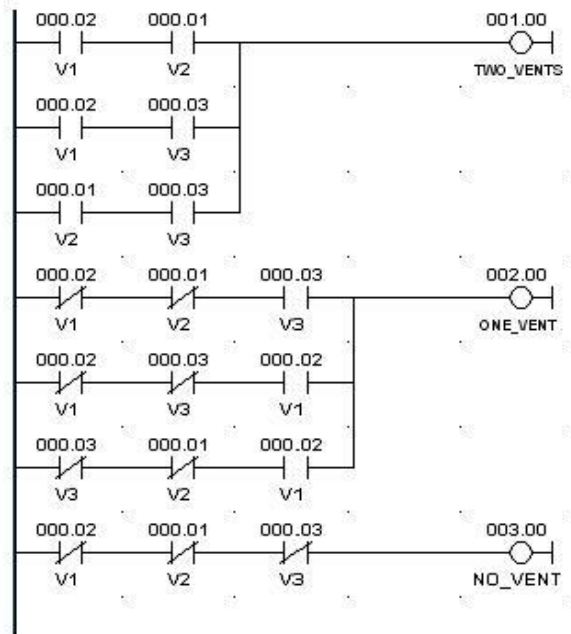 000.02 000.01 001.00
V1 V2 TWO_VENTS
000.02 000.03
V1 V3
000.01 000.03
V2 V3
000.02 000.01 000.03 002.00
V1 V2 V3 ONE_VENT
000.02 000.03 000.02
V1 V3 V1
000.03 000.01 000.02
V3 V2 V1
000.02 000.01 000.03 003.00
V1 V2 V3 NO_VENT